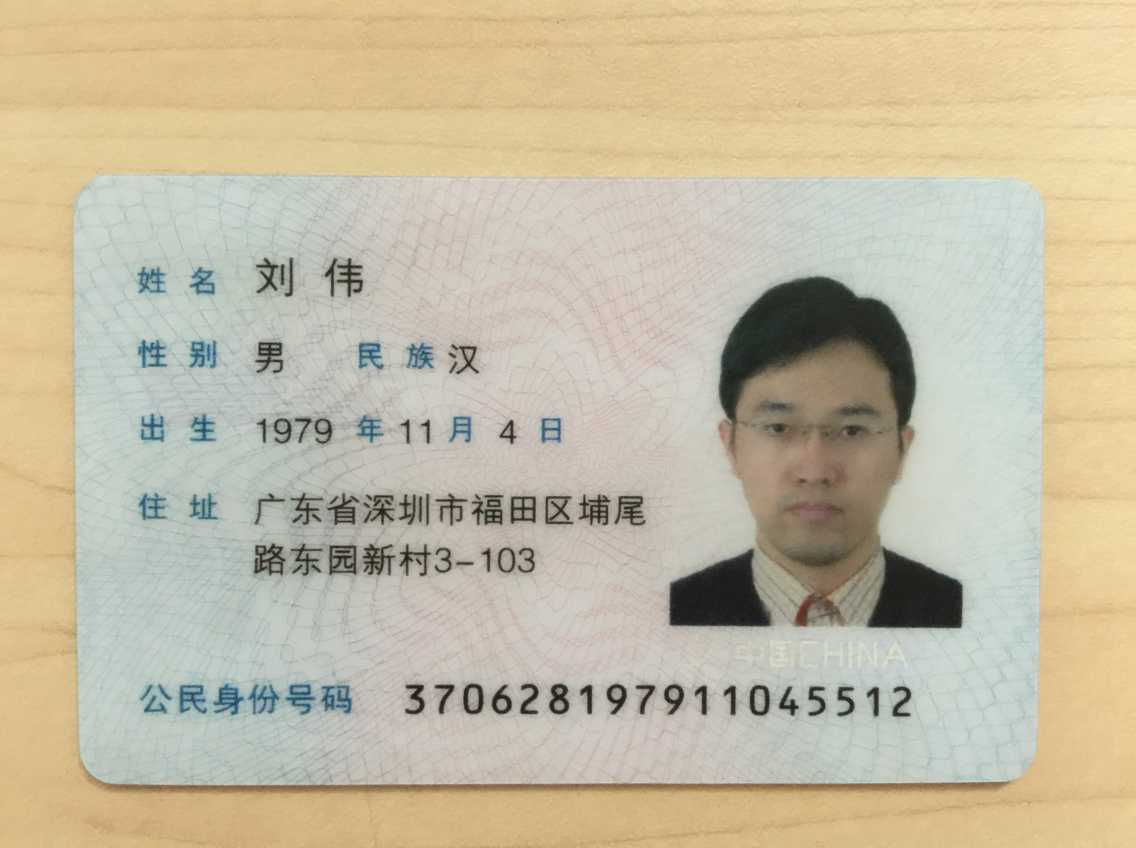 姓名 刘伟
性别 男 民族 汉
出生 1979 年 11 月 4 日
住址 广东省深圳市福田区埔尾
路东园新村3-103
中国CHINA
公民身份号码 370628197911045512